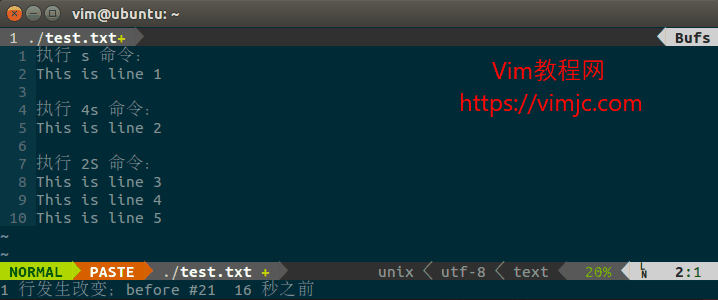 vim@ubuntu: ~
1 ./test.txt+ Bufs
1 执行 s 命令:
2 This is line 1
3
4 执行 4s 命令:
5 This is line 2
6
7 执行 2S 命令:
8 This is line 3
9 This is line 4
10 This is line 5
~
~
Vim教程网
https://vimjc.com
NORMAL PASTE ./test.txt + unix utf-8 text 20% LN 2:1
1 行发生改变; before #21 16 秒之前